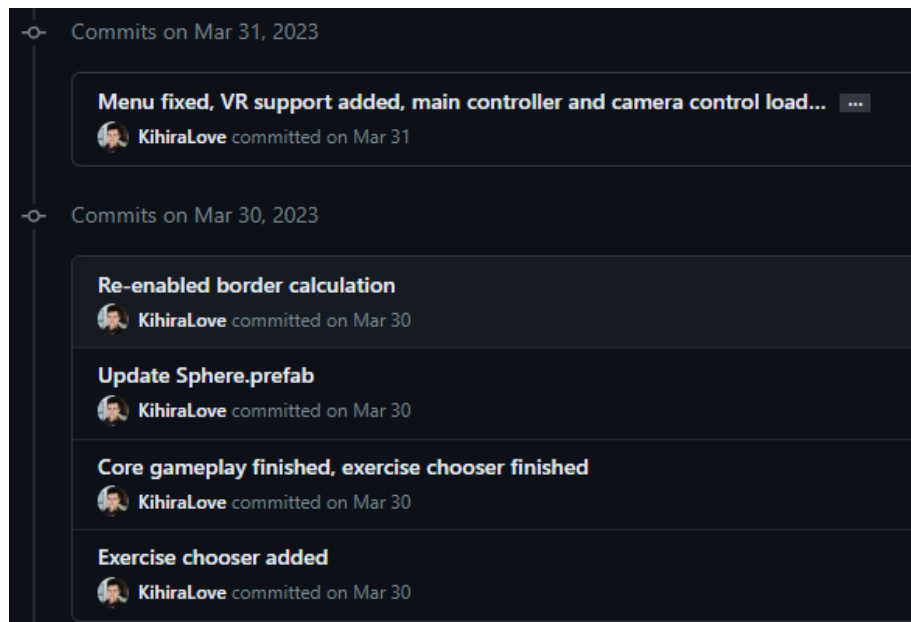 Commits on Mar 31, 2023
Menu fixed, VR support added, main controller and camera control load... ...
KihiraLove committed on Mar 31
Commits on Mar 30, 2023
Re-enabled border calculation
KihiraLove committed on Mar 30
Update Sphere.prefab
KihiraLove committed on Mar 30
Core gameplay finished, exercise chooser finished
KihiraLove committed on Mar 30
Exercise chooser added
KihiraLove committed on Mar 30